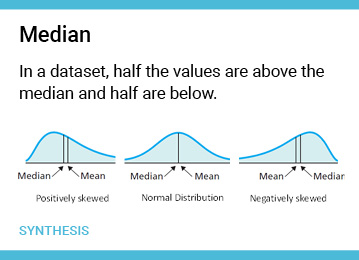 Median
In a dataset, half the values are above the
median and half are below.
Median Mean Median Mean Mean Median
Positively skewed Normal Distribution Negatively skewed
SYNTHESIS